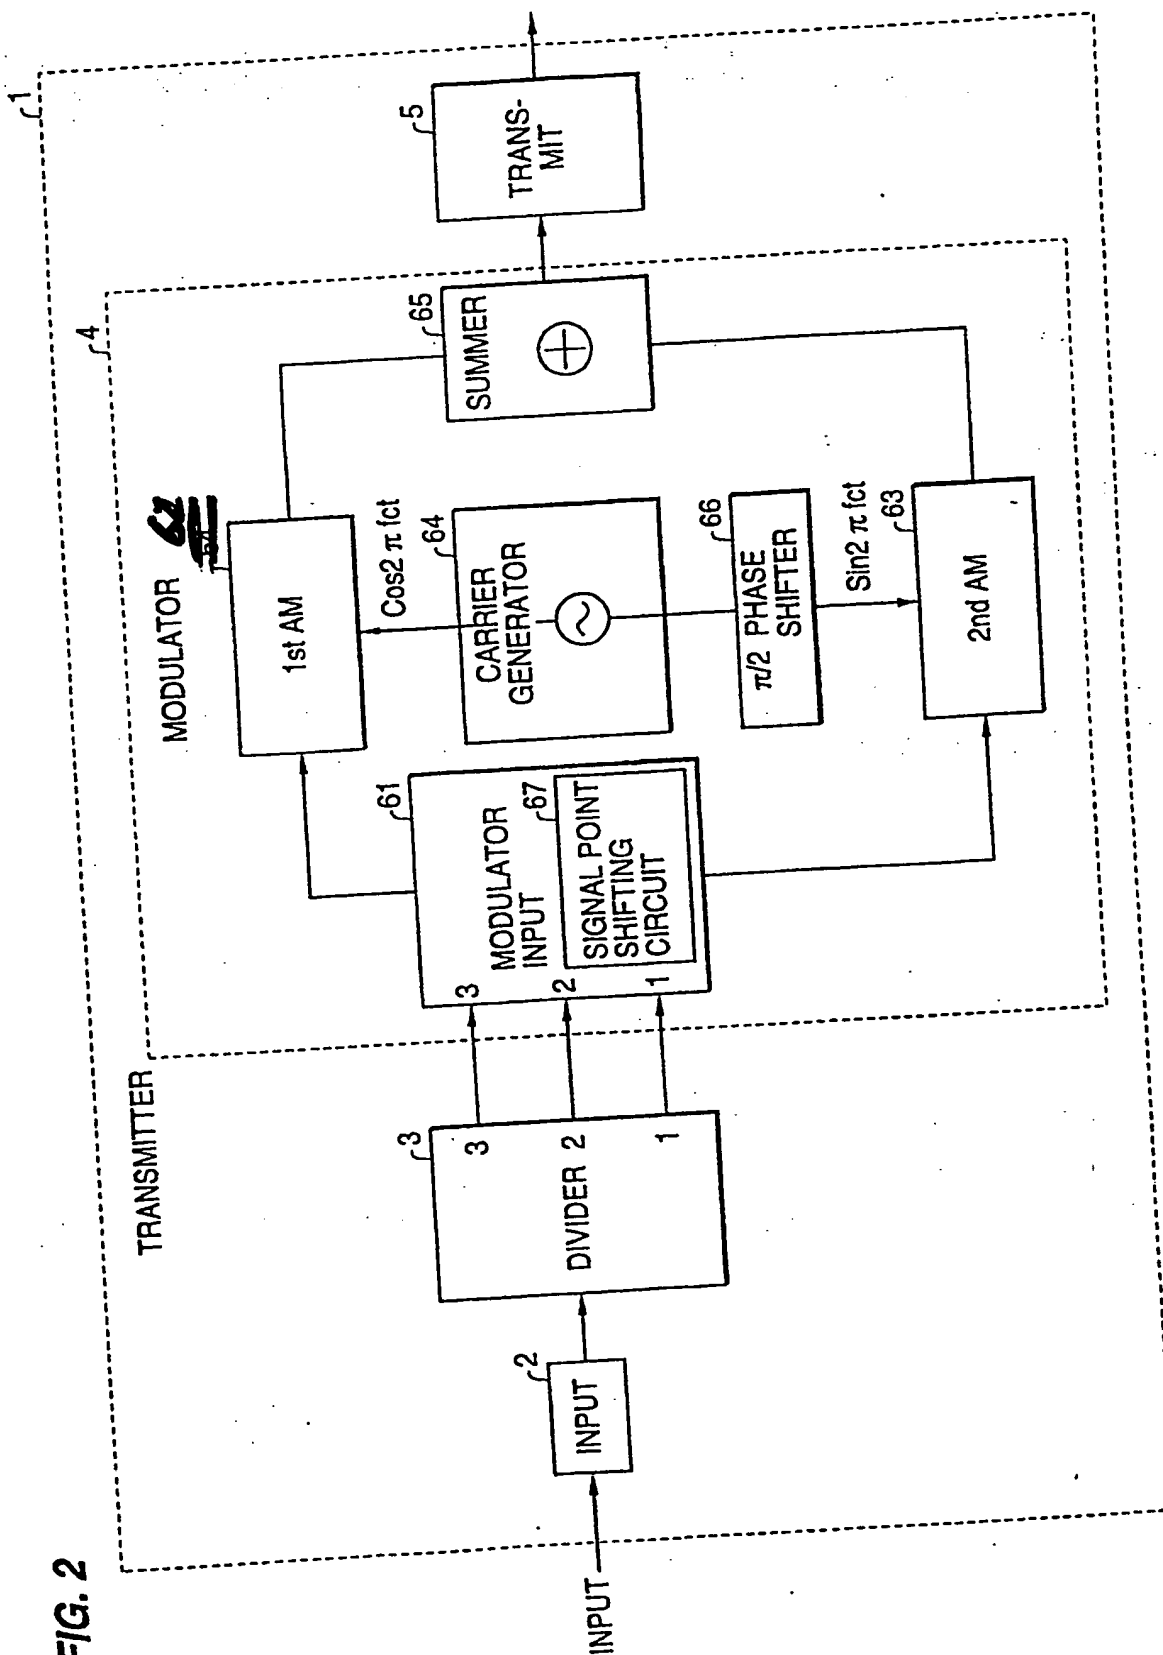 FIG. 2
1
TRANSMITTER
4
MODULATOR
INPUT
2
INPUT
3
3
DIVIDER 2
1
61
3
MODULATOR
INPUT
2
67
SIGNAL POINT
SHIFTING
CIRCUIT
1
62
1st AM
Cos2 π fct
64
CARRIER
GENERATOR
66
π/2 PHASE
SHIFTER
Sin2 π fct
63
2nd AM
65
SUMMER
5
TRANS-
MIT